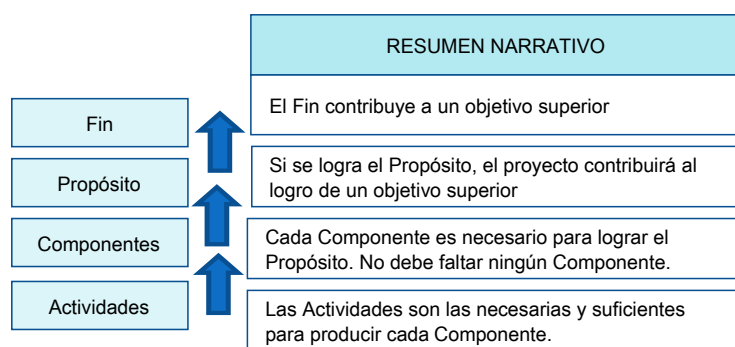 RESUMEN NARRATIVO
Fin
El Fin contribuye a un objetivo superior
Propósito
Si se logra el Propósito, el proyecto contribuirá al
logro de un objetivo superior
Componentes
Cada Componente es necesario para lograr el
Propósito. No debe faltar ningún Componente.
Actividades
Las Actividades son las necesarias y suficientes
para producir cada Componente.